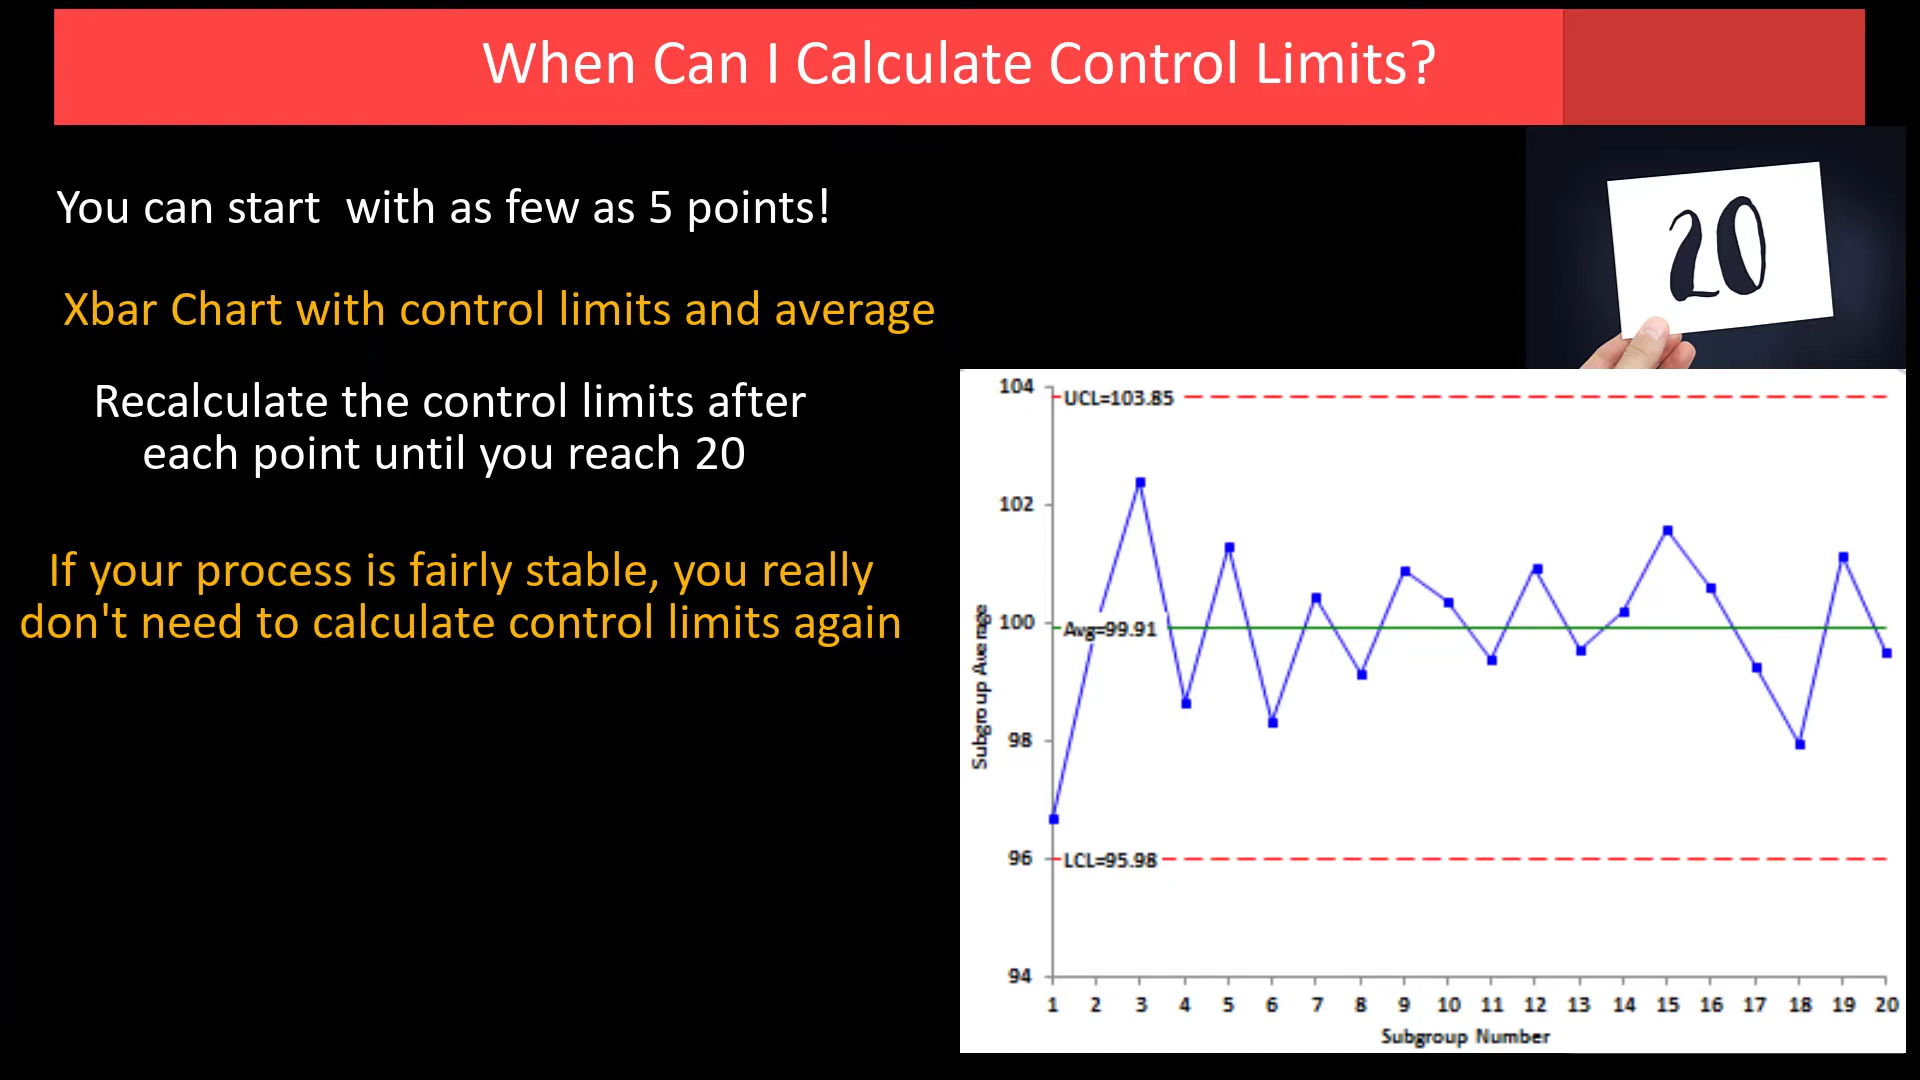 When Can I Calculate Control Limits?
You can start  with as few as 5 points!
Xbar Chart with control limits and average
Recalculate the control limits after
each point until you reach 20
If your process is fairly stable, you really
don't need to calculate control limits again
20
104
UCL=103.85
102
100
Avg=99.91
98
96
LCL=95.98
94
Subgroup Average
1 2 3 4 5 6 7 8 9 10 11 12 13 14 15 16 17 18 19 20
Subgroup Number